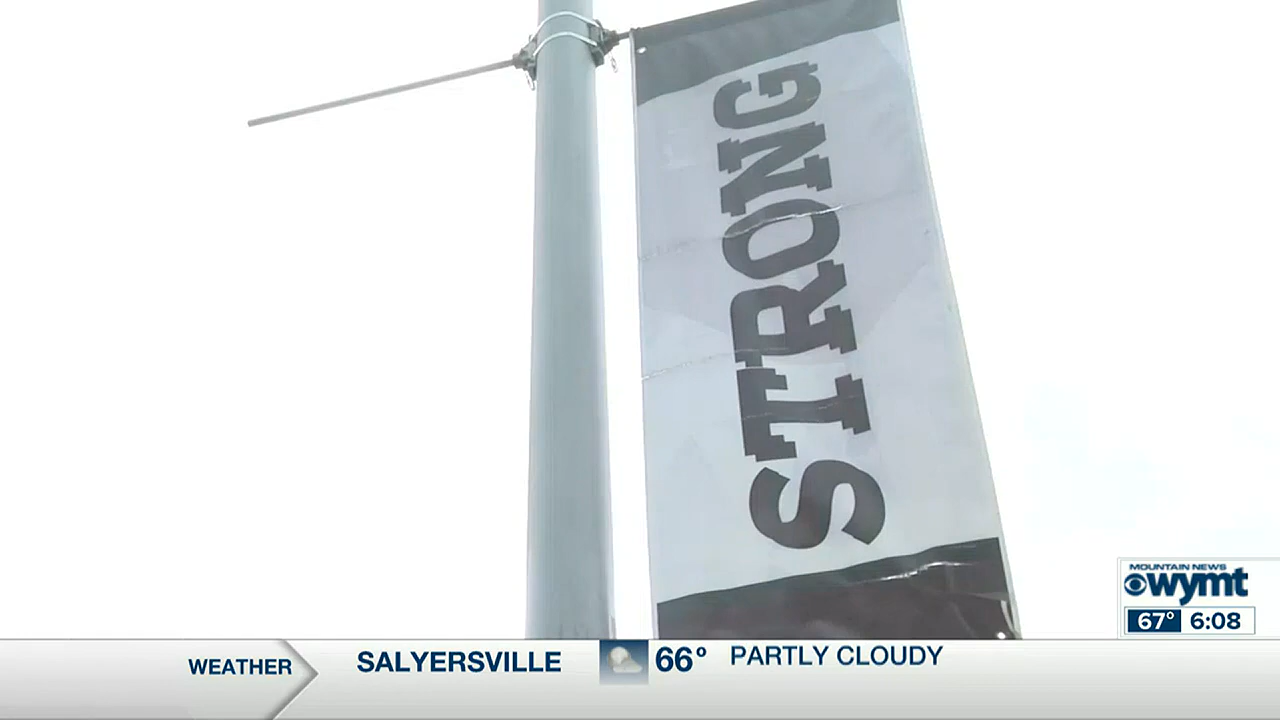 STRONG
MOUNTAIN NEWS
wymt
67° 6:08
WEATHER
SALYERSVILLE 66° PARTLY CLOUDY